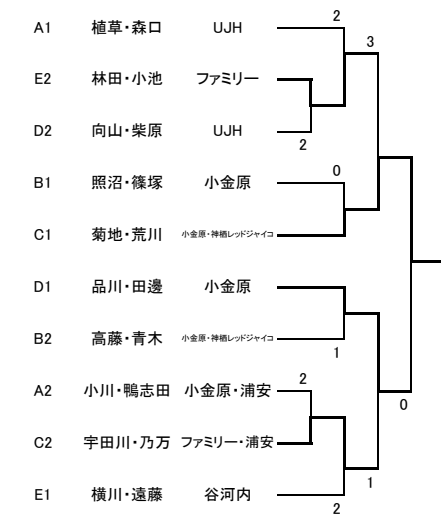 2
A1 植草・森口 UJH
3
E2 林田・小池 ファミリー
D2 向山・柴原 UJH
2
0
B1 照沼・篠塚 小金原
C1 菊地・荒川 小金原・神栖レッドジャイコ
D1 品川・田邊 小金原
B2 高藤・青木 小金原・神栖レッドジャイコ
1
2
A2 小川・鴨志田 小金原・浦安
0
C2 宇田川・乃万 ファミリー・浦安
1
E1 横川・遠藤 谷河内
2